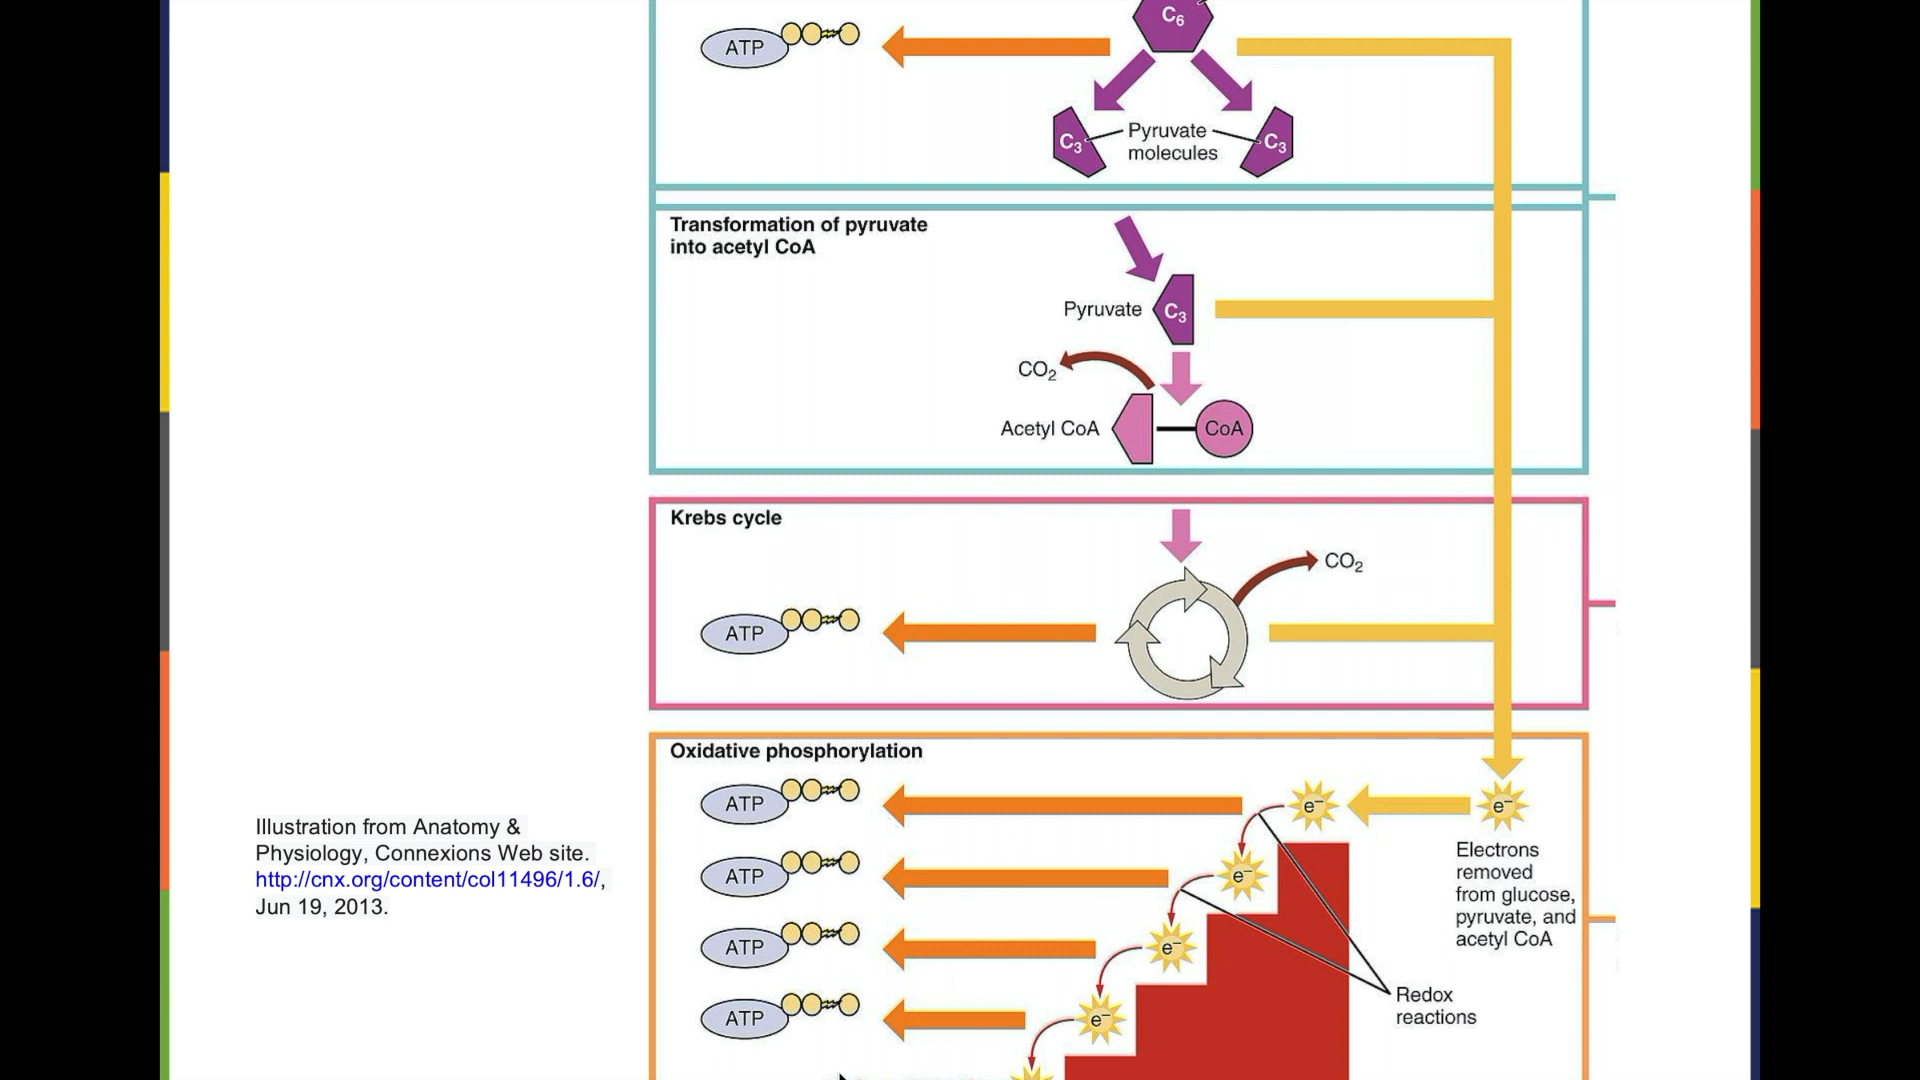 C6
ATP
C3
Pyruvate
molecules
C3
Transformation of pyruvate
into acetyl CoA
Pyruvate
C3
CO2
Acetyl CoA
CoA
Krebs cycle
CO2
ATP
Oxidative phosphorylation
ATP
e–
e–
Electrons
removed
from glucose,
pyruvate, and
acetyl CoA
ATP
e–
ATP
e–
Redox
reactions
ATP
e–
Illustration from Anatomy &
Physiology, Connexions Web site.
http://cnx.org/content/col11496/1.6/,
Jun 19, 2013.